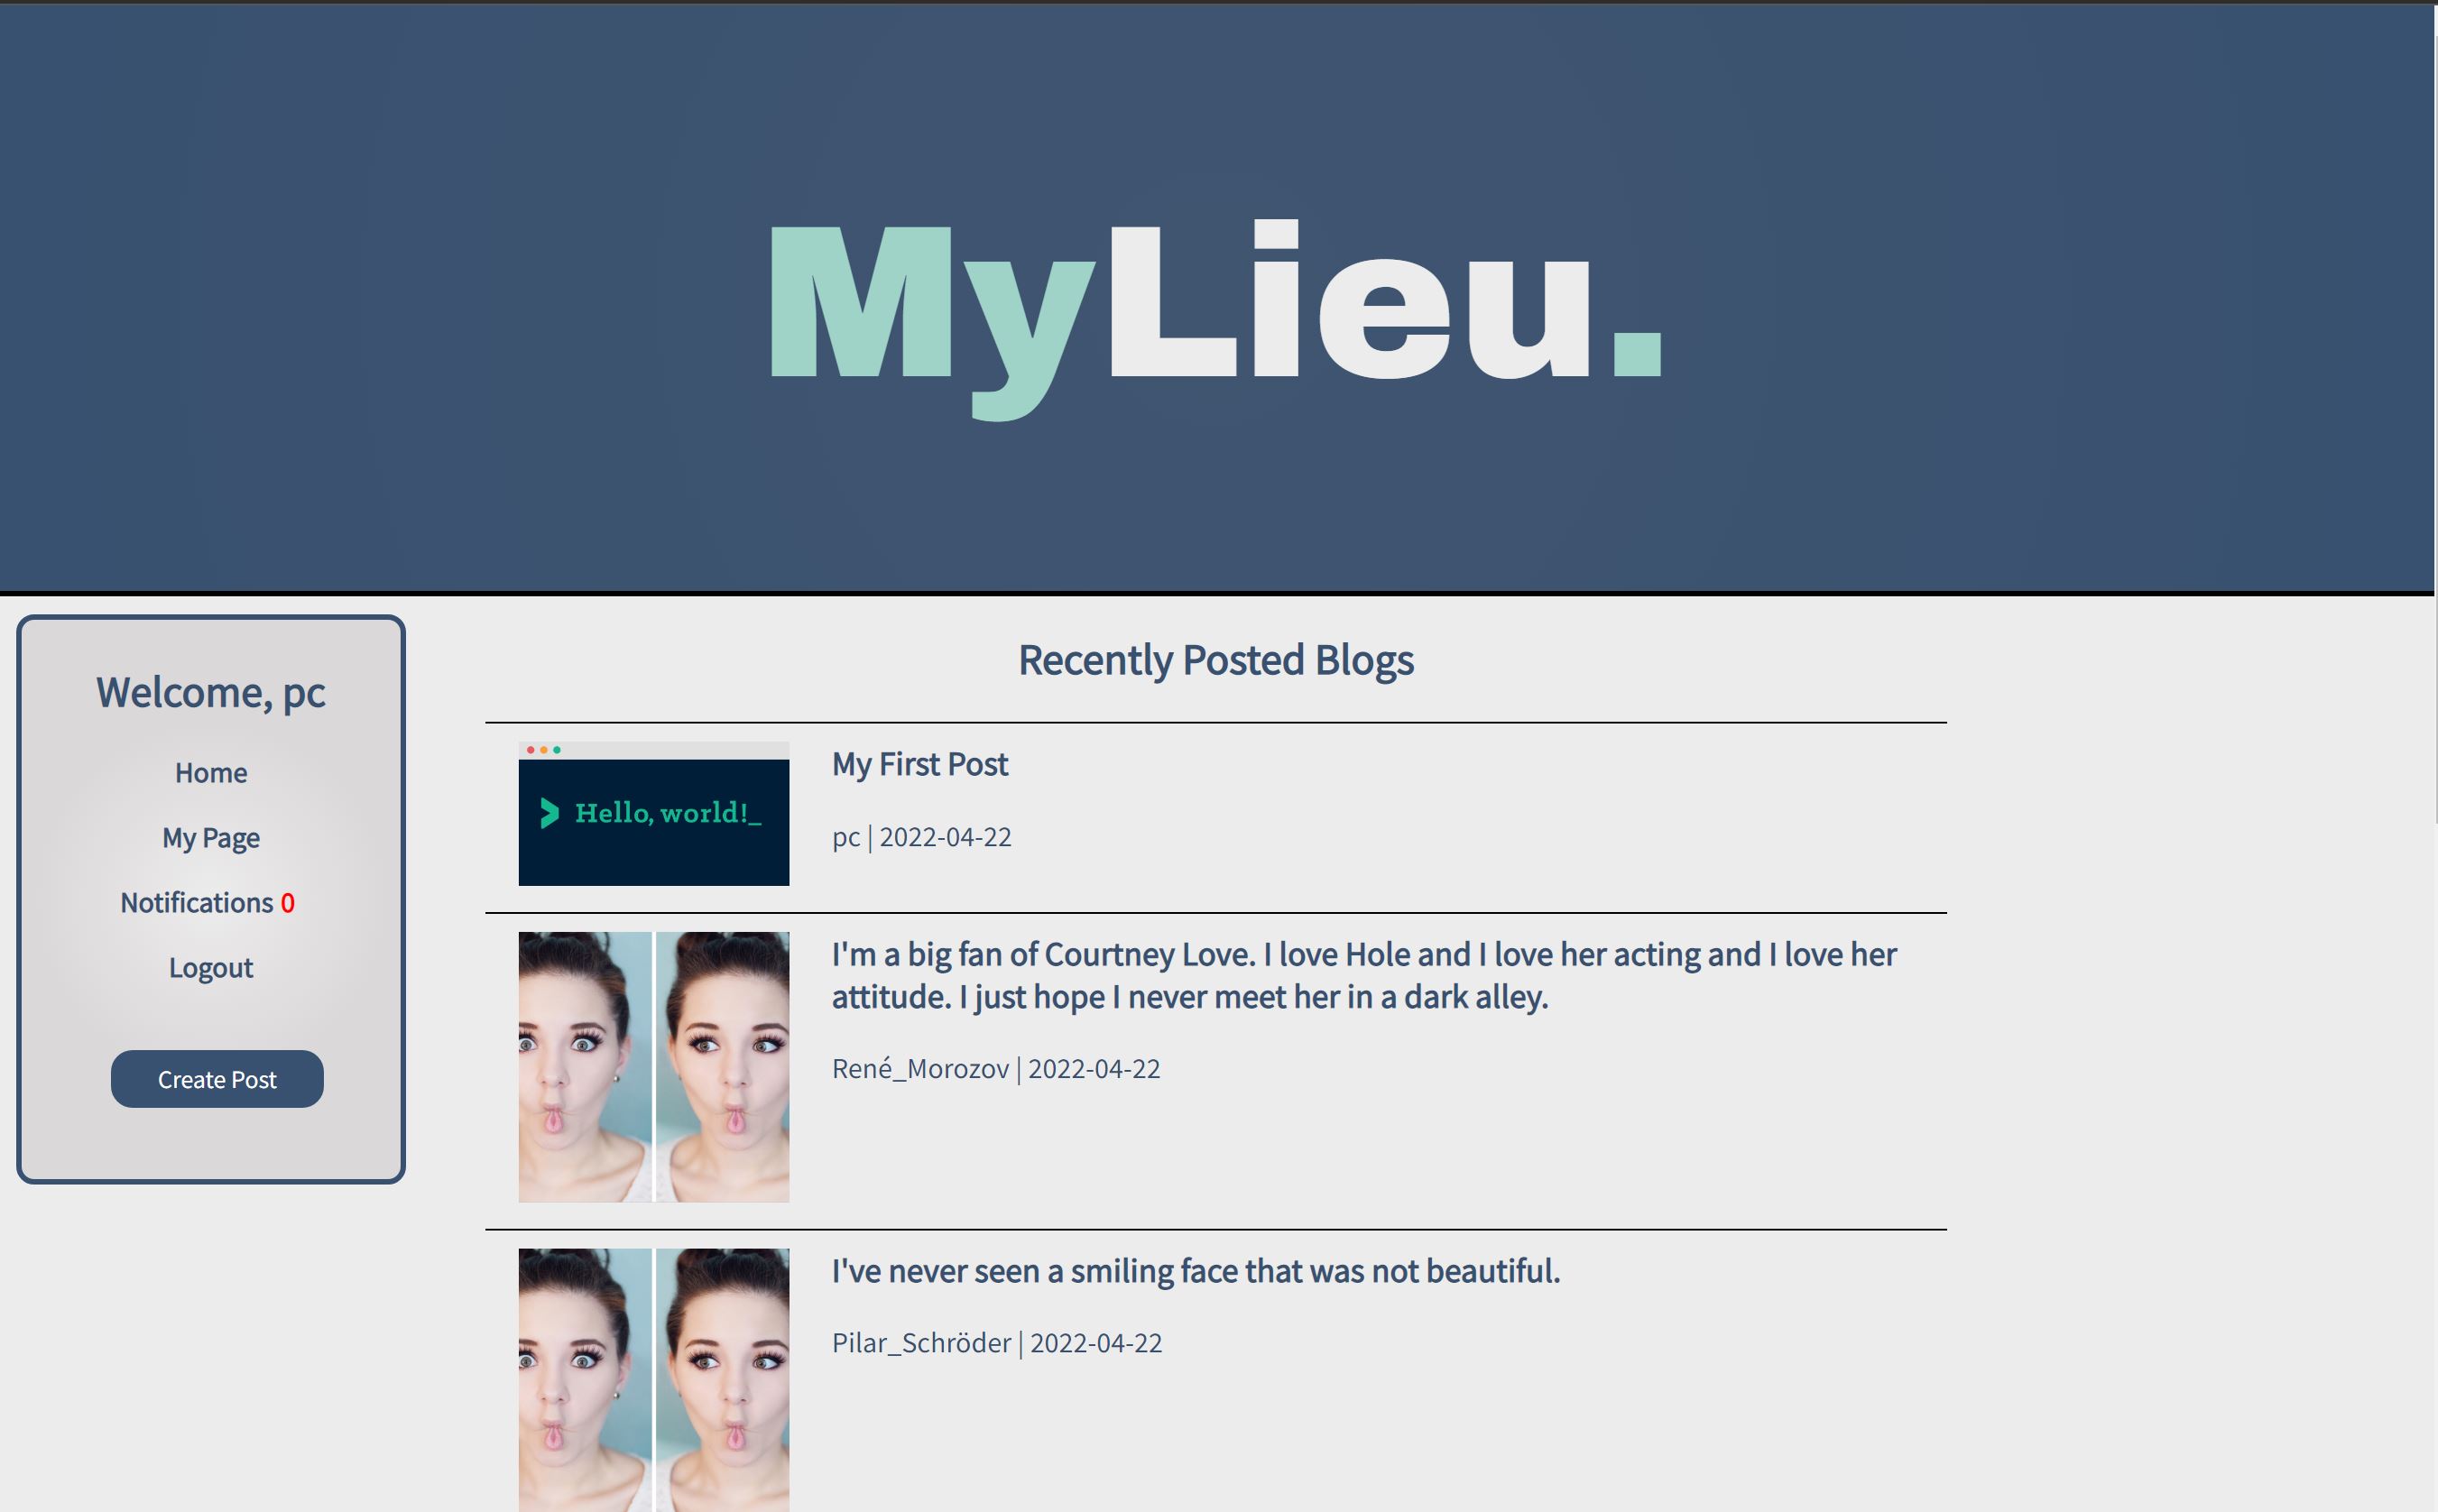 MyLieu.
Welcome, pc
Home
My Page
Notifications 0
Logout
Create Post
Recently Posted Blogs
> Hello, world!_
My First Post
pc | 2022-04-22
I'm a big fan of Courtney Love. I love Hole and I love her acting and I love her
attitude. I just hope I never meet her in a dark alley.
René_Morozov | 2022-04-22
I've never seen a smiling face that was not beautiful.
Pilar_Schröder | 2022-04-22